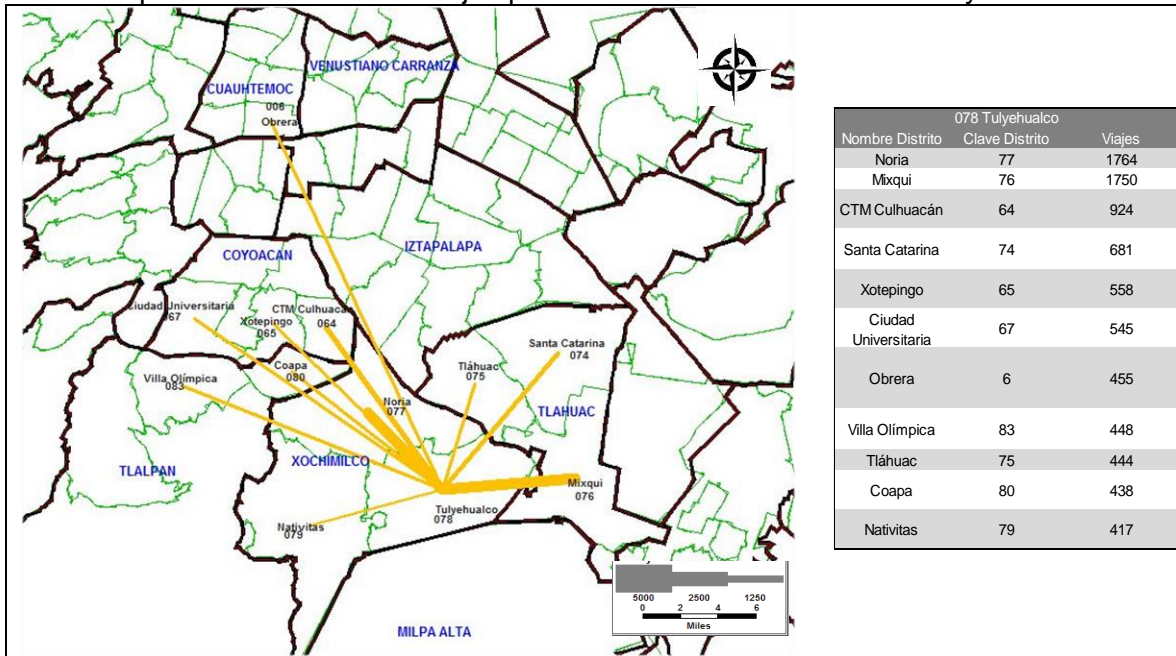 VENUSTIANO CARRANZA
CUAUHTEMOC
006
Obrera
IZTAPALAPA
COYOACAN
Ciudad Universitaria
067
Xotepingo
065
CTM Culhuacá
064
Santa Catarina
074
Tláhuac
075
Coapa
080
Villa Olímpica
083
Noria
077
TLAHUAC
TLALPAN
XOCHIMILCO
Mixqui
076
Tulyehualco
078
Nativitas
079
MILPA ALTA
5000 2500 1250
0 2 4 6
Miles
078 Tulyehualco
Nombre Distrito Clave Distrito Viajes
Noria 77 1764
Mixqui 76 1750
CTM Culhuacán 64 924
Santa Catarina 74 681
Xotepingo 65 558
Ciudad
Universitaria 67 545
Obrera 6 455
Villa Olímpica 83 448
Tláhuac 75 444
Coapa 80 438
Nativitas 79 417